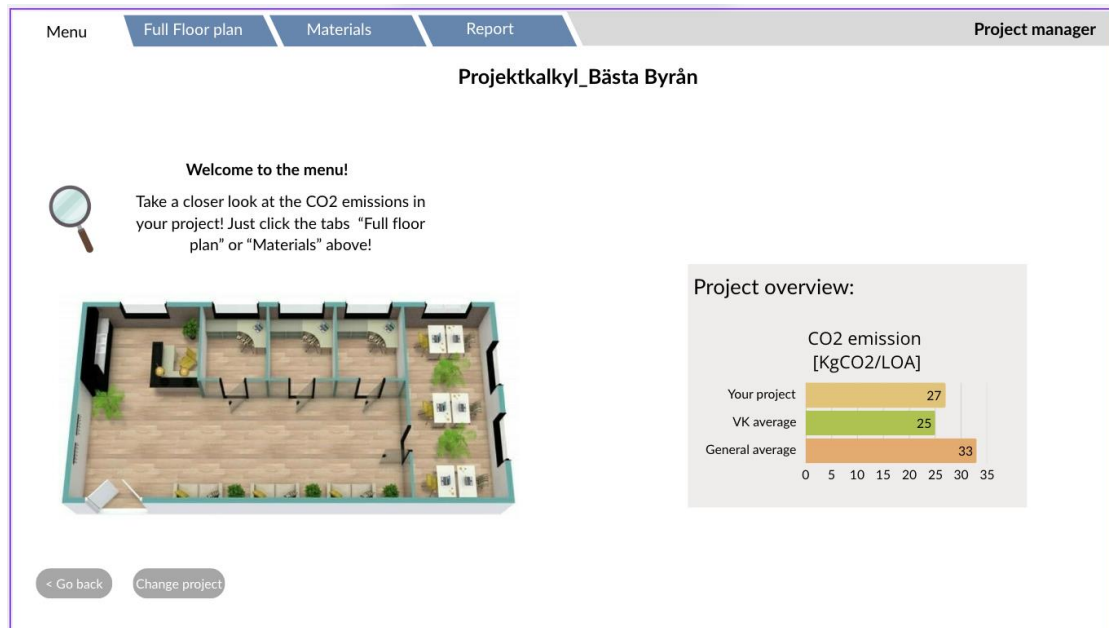 Menu
Full Floor plan
Materials
Report
Project manager
Projektkalkyl_Bästa Byrån
Welcome to the menu!
Take a closer look at the CO2 emissions in
your project! Just click the tabs “Full floor
plan” or “Materials” above!
Project overview:
CO2 emission
[KgCO2/LOA]
Your project 27
VK average 25
General average 33
0 5 10 15 20 25 30 35
< Go back
Change project